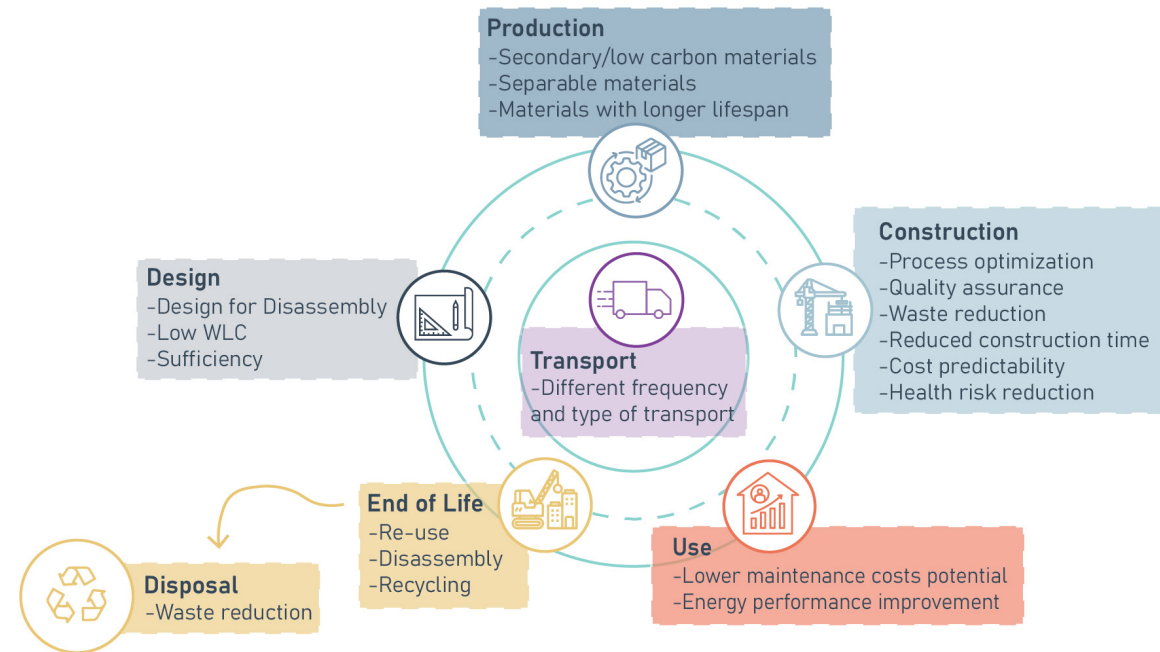 Production
-Secondary/low carbon materials
-Separable materials
-Materials with longer lifespan
Construction
-Process optimization
-Quality assurance
-Waste reduction
-Reduced construction time
-Cost predictability
-Health risk reduction
Design
-Design for Disassembly
-Low WLC
-Sufficiency
Transport
-Different frequency
and type of transport
End of Life
-Re-use
-Disassembly
-Recycling
Use
-Lower maintenance costs potential
-Energy performance improvement
Disposal
-Waste reduction